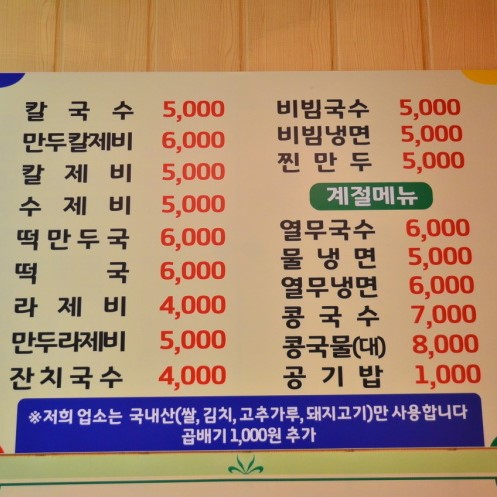 칼국수 5,000
만두칼제비 6,000
칼제비 5,000
수제비 5,000
떡만두국 6,000
떡국 6,000
라제비 4,000
만두라제비 5,000
잔치국수 4,000
비빔국수 5,000
비빔냉면 5,000
찐만두 5,000
계절메뉴
열무국수 6,000
물냉면 5,000
열무냉면 6,000
콩국수 7,000
콩국물(대) 8,000
공기밥 1,000
※저희 업소는 국내산(쌀, 김치, 고추가루, 돼지고기)만 사용합니다
곱배기 1,000원 추가